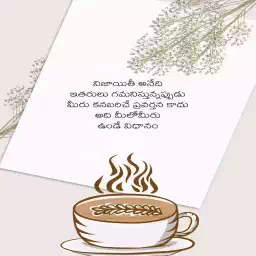 నిజాయితీ అనేది
ఇతరులు గమనిస్తున్నప్పుడు
మీరు కనబరిచే ప్రవర్తన కాదు
అది మీలోమీరు
ఉండే విధానం